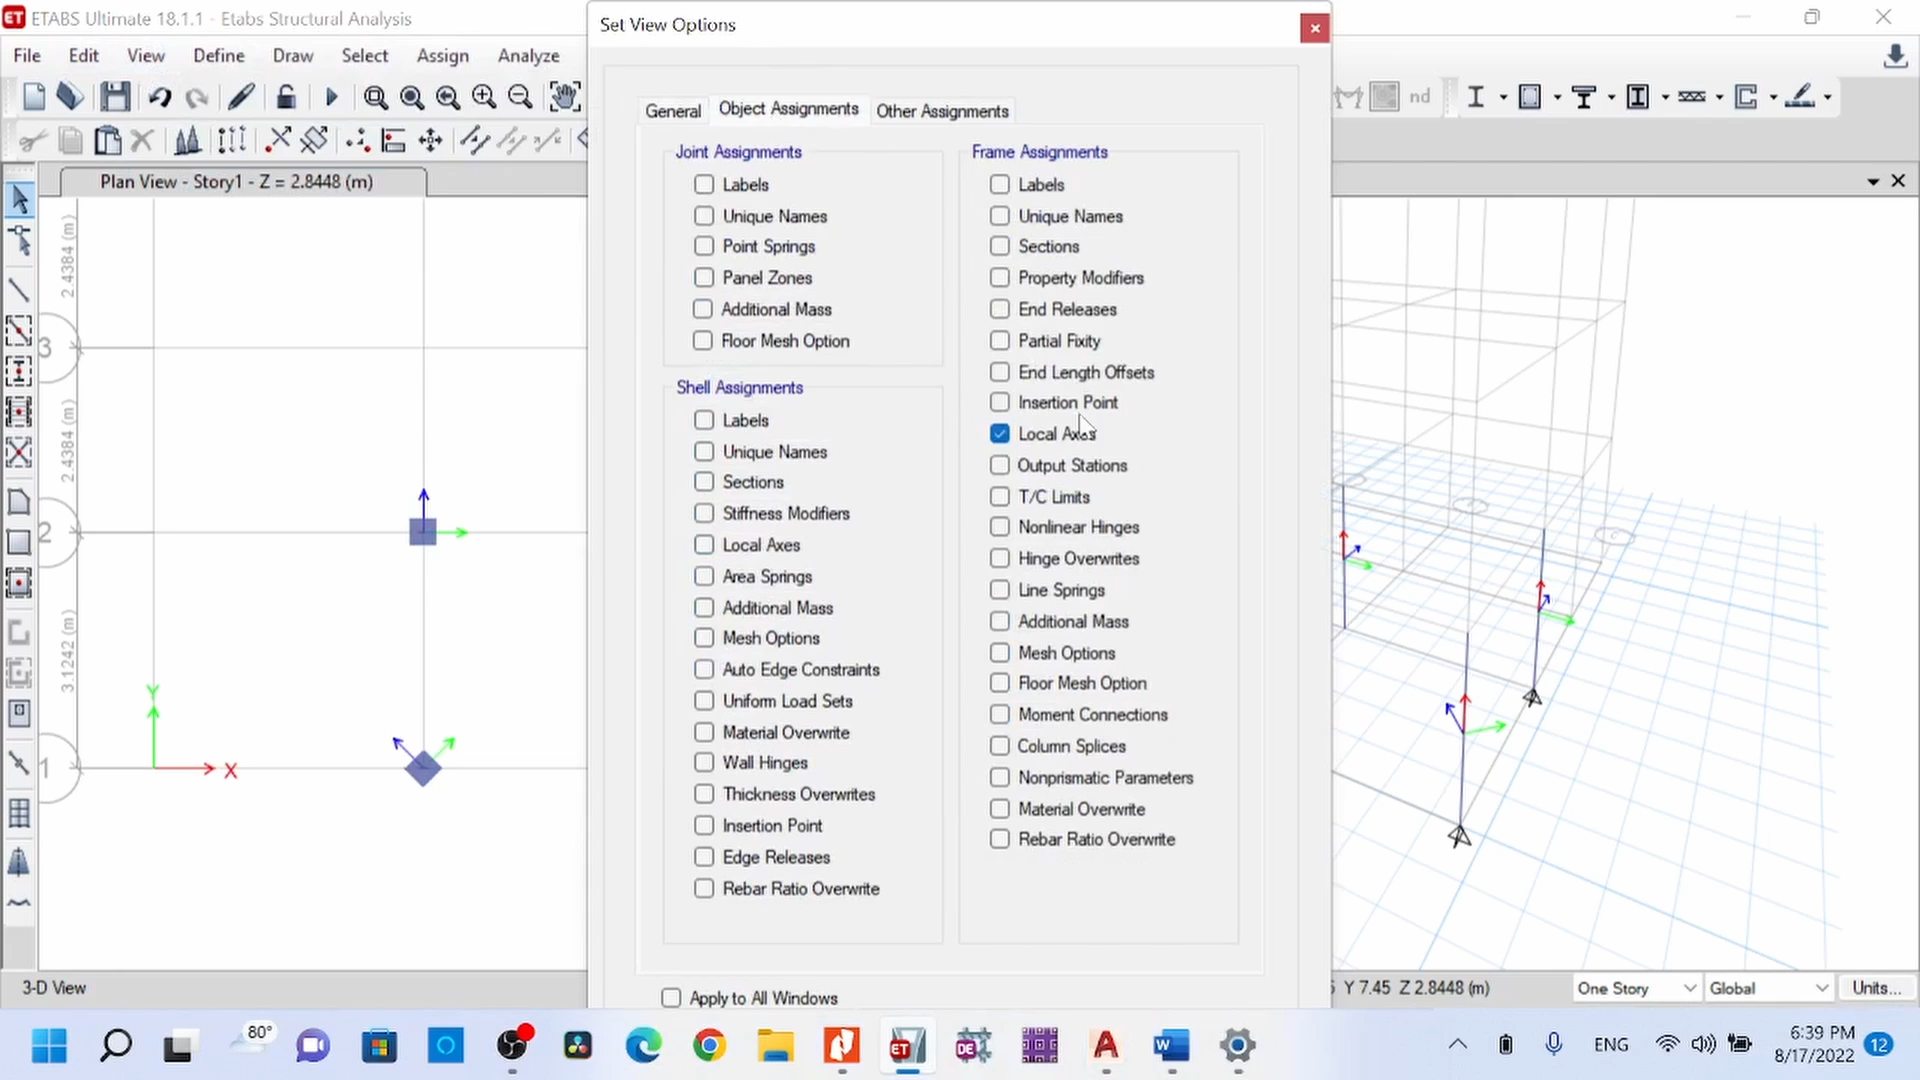 ETABS Ultimate 18.1.1 - Etabs Structural Analysis
File Edit View Define Draw Select Assign Analyze
nd
Plan View - Story1 - Z = 2.8448 (m)
2.4384 (m)
3
2.4384 (m)
2
3.1242 (m)
1
Y
X
Set View Options
General Object Assignments Other Assignments
Joint Assignments
Labels
Unique Names
Point Springs
Panel Zones
Additional Mass
Floor Mesh Option
Shell Assignments
Labels
Unique Names
Sections
Stiffness Modifiers
Local Axes
Area Springs
Additional Mass
Mesh Options
Auto Edge Constraints
Uniform Load Sets
Material Overwrite
Wall Hinges
Thickness Overwrites
Insertion Point
Edge Releases
Rebar Ratio Overwrite
Frame Assignments
Labels
Unique Names
Sections
Property Modifiers
End Releases
Partial Fixity
End Length Offsets
Insertion Point
Local Axes
Output Stations
T/C Limits
Nonlinear Hinges
Hinge Overwrites
Line Springs
Additional Mass
Mesh Options
Floor Mesh Option
Moment Connections
Column Splices
Nonprismatic Parameters
Material Overwrite
Rebar Ratio Overwrite
Apply to All Windows
3-D View
Y 7.45 Z 2.8448 (m) One Story Global Units...
80°
ET
DE
ENG
6:39 PM
8/17/2022
12